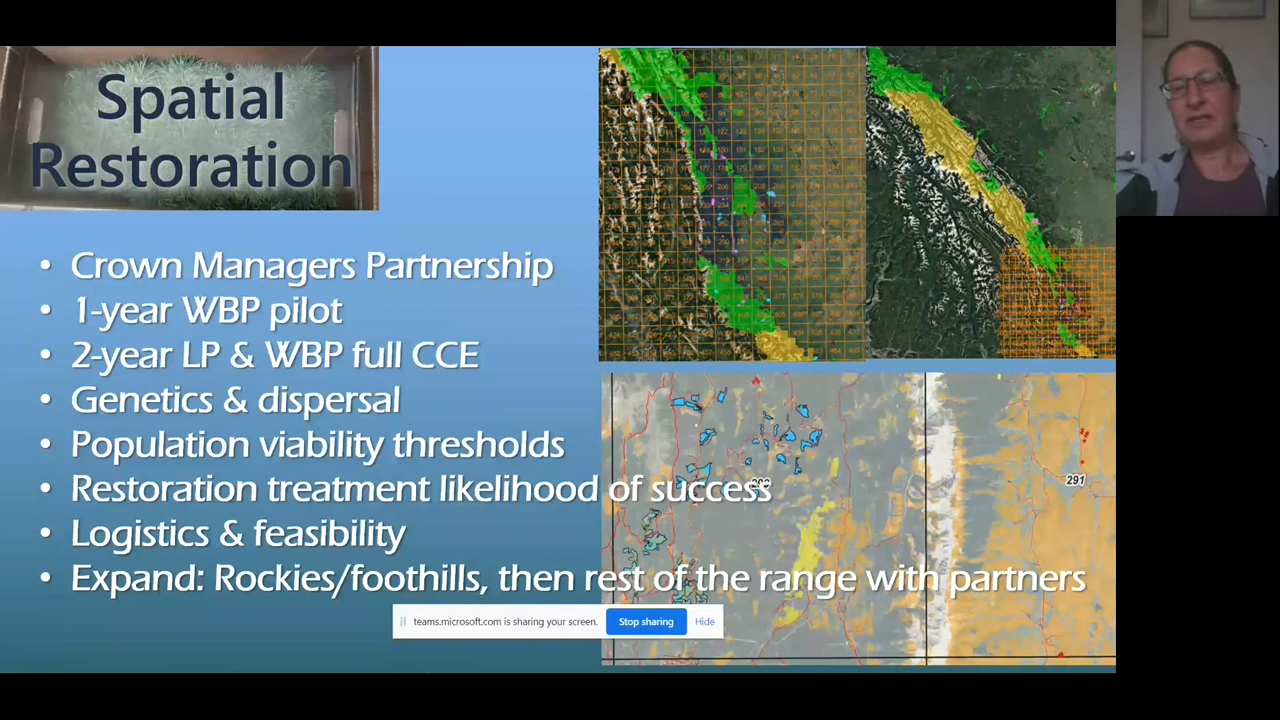 Spatial
Restoration
• Crown Managers Partnership
• 1-year WBP pilot
• 2-year LP & WBP full CCE
• Genetics & dispersal
• Population viability thresholds
• Restoration treatment likelihood of success
• Logistics & feasibility
• Expand: Rockies/foothills, then rest of the range with partners
291
teams.microsoft.com is sharing your screen. Stop sharing Hide